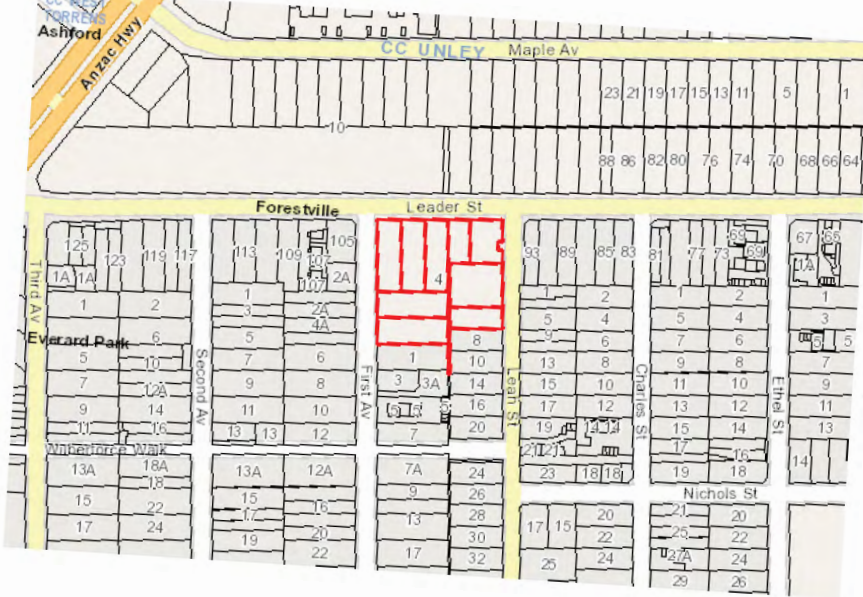 CC WEST
TORRENS
Ashford
Anzac Hwy
CC UNLEY Maple Av
23 21 19 17 15 13 11 5 1
10
88 86 82 80 76 74 70 68 66 64
Forestville Leader St
125 123 119 117 113 109 107 105 93 89 85 83 81 77 73 69 67 65
1A 1A 107 2A 4 69 1A
Third Av
1 2 1 2A 1 2 1 2 1
3 4A 5 4 5 4 3
Everard Park 6 5 8 9 6 7 6 5 5
5 10 7 6 1 10 13 8 9 8 7
7 12A 9 8 3 3A 14 15 10 11 10 9
Second Av
First Av
Lean St
Charles St
Ethel St
9 14 11 10 5 5 16 17 12 13 12 11
11 16 13 13 12 7 20 19 14 14 15 14 13
Wilberforce Walk
21 21 17 16 14
13A 18A 13A 12A 7A 24 23 18 18 19 18
18 9 26 Nichols St
15 22 15 16 13 28 17 15 20 21 20
17 24 17 20 30 22 25 22
19 22 17 32 25 24 27A 24
29 26